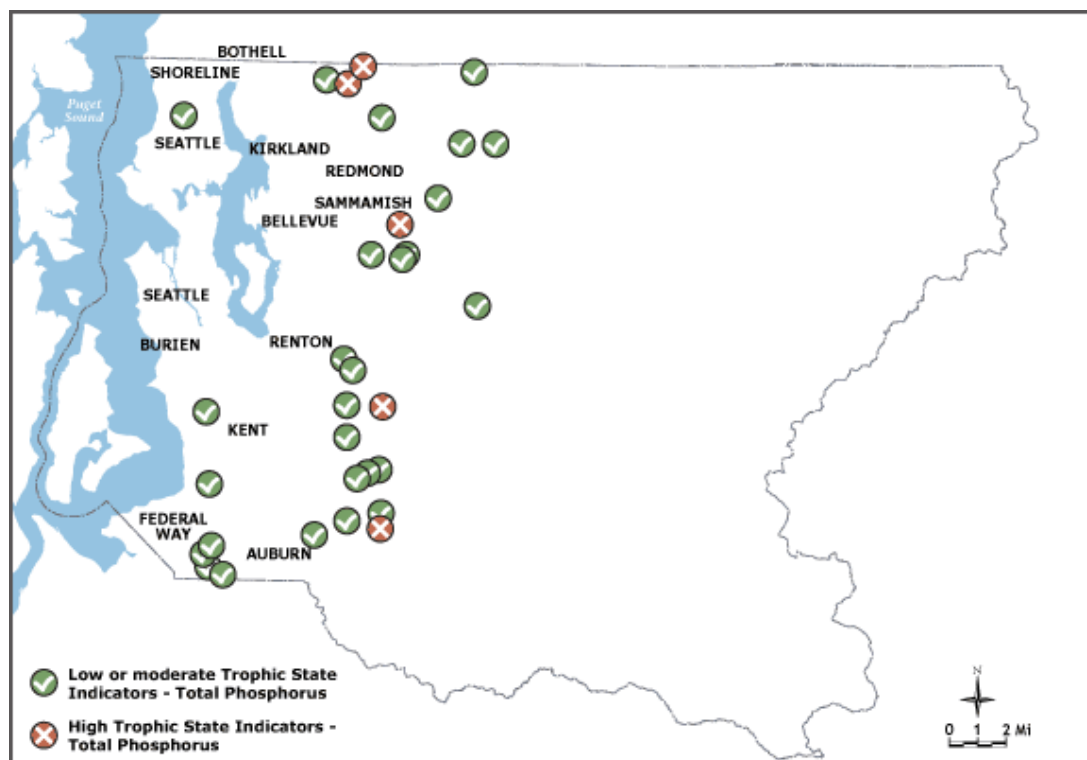 BOTHELL
SHORELINE
Puget
Sound
SEATTLE
KIRKLAND
REDMOND
SAMMAMISH
BELLEVUE
SEATTLE
BURIEN
RENTON
KENT
FEDERAL
WAY
AUBURN
Low or moderate Trophic State
Indicators - Total Phosphorus
High Trophic State Indicators -
Total Phosphorus
N
0 1 2 Mi